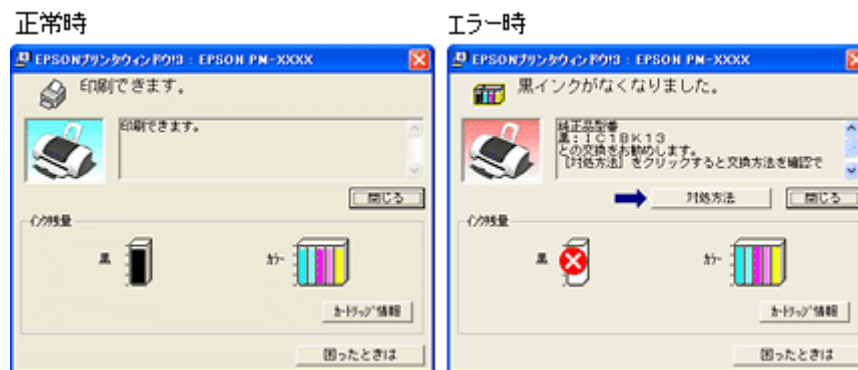 正常時
EPSONプリンタウィンドウ!3 : EPSON PM-XXXX
印刷できます。
印刷できます。
閉じる
インク残量
黒
カラー
カートリッジ情報
困ったときは
エラー時
EPSONプリンタウィンドウ!3 : EPSON PM-XXXX
黒インクがなくなりました。
純正品型番
黒:IC1BK13
との交換をお勧めします。
[対処方法] をクリックすると交換方法を確認で
対処方法
閉じる
インク残量
黒
カラー
カートリッジ情報
困ったときは